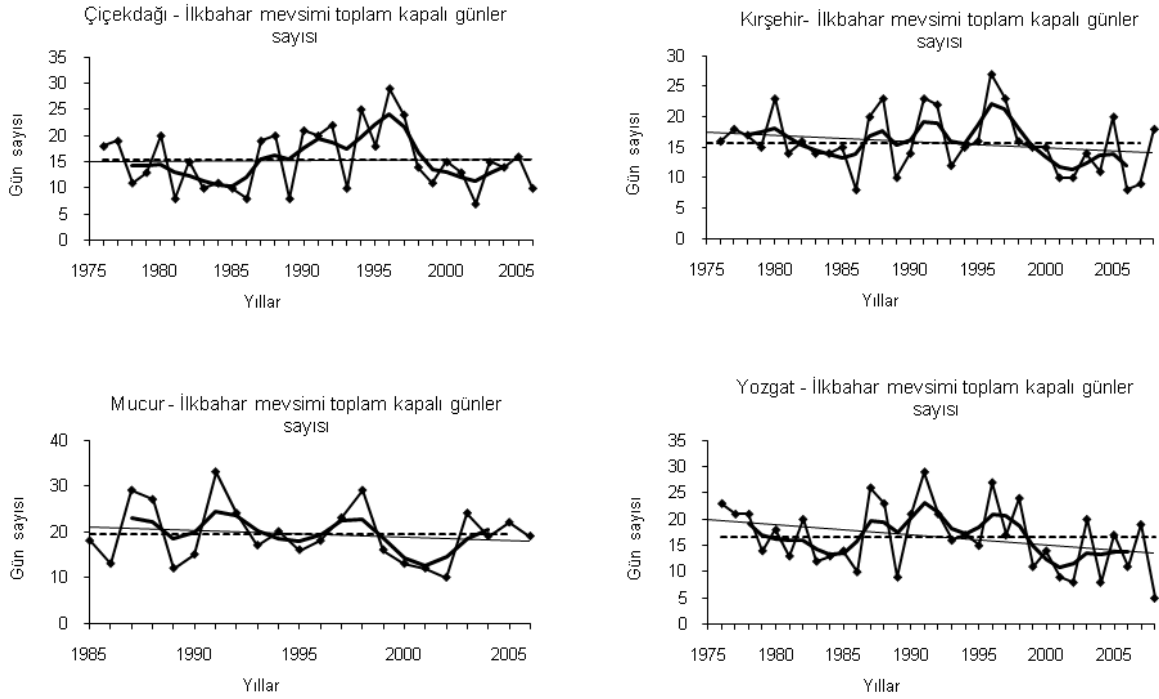 Çiçekdağı - İlkbahar mevsimi toplam kapalı günler
sayısı
Gün sayısı
35
30
25
20
15
10
5
0
1975 1980 1985 1990 1995 2000 2005
Yıllar
Kırşehir- İlkbahar mevsimi toplam kapalı günler
sayısı
Gün sayısı
30
25
20
15
10
5
0
1975 1980 1985 1990 1995 2000 2005
Yıllar
Mucur - İlkbahar mevsimi toplam kapalı günler
sayısı
Gün sayısı
40
30
20
10
0
1985 1990 1995 2000 2005
Yıllar
Yozgat - İlkbahar mevsimi toplam kapalı günler
sayısı
Gün sayısı
35
30
25
20
15
10
5
0
1975 1980 1985 1990 1995 2000 2005
Yıllar